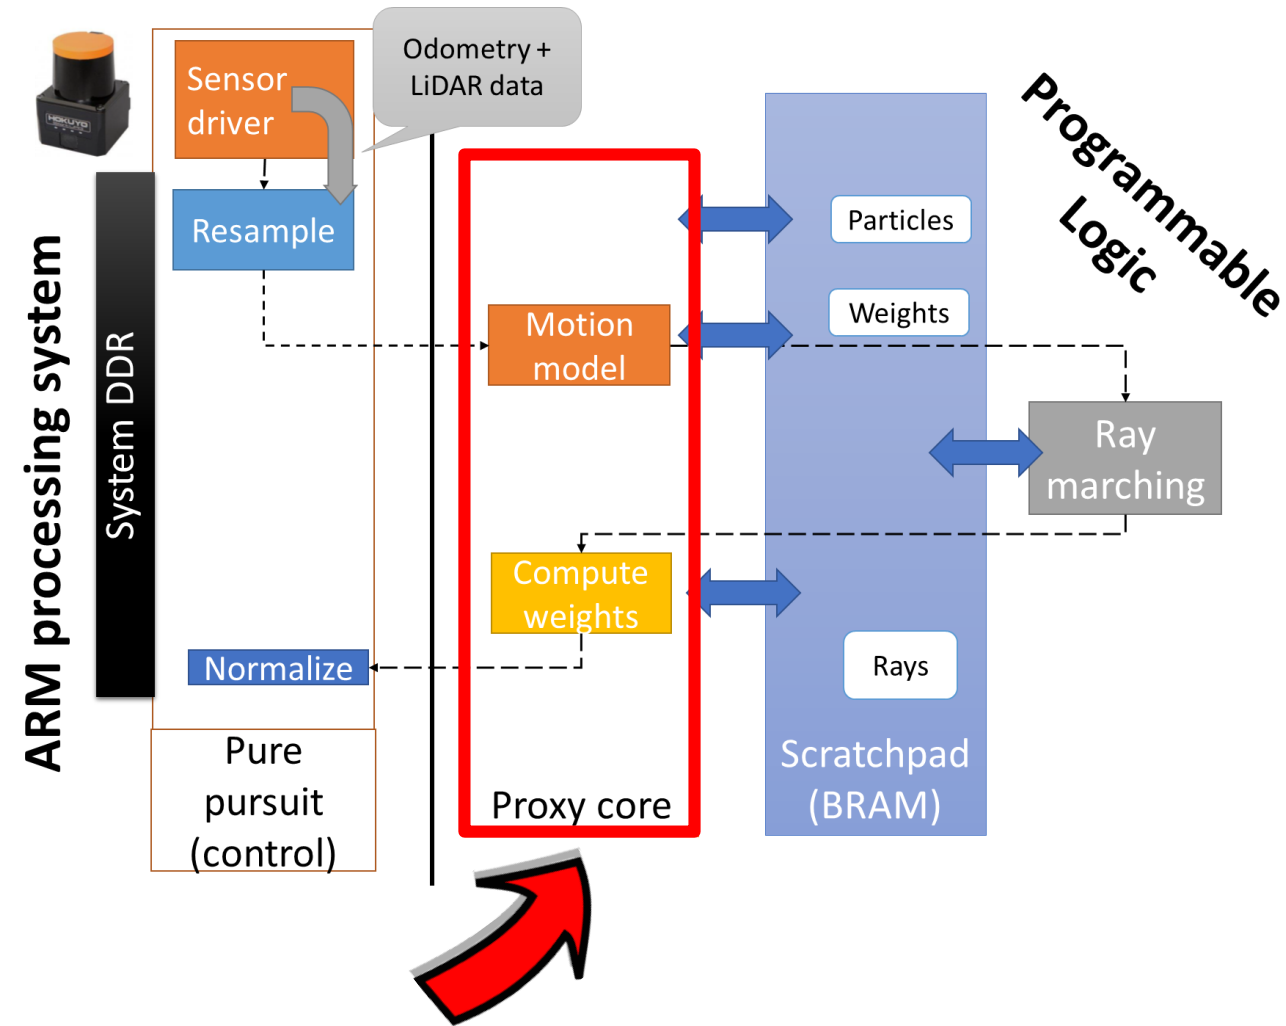 Odometry +
LiDAR data
Sensor
driver
HOKUYO
Resample
Programmable
Logic
ARM processing system
System DDR
Particles
Weights
Motion
model
Ray
marching
Compute
weights
Normalize
Rays
Pure
pursuit
(control)
Proxy core
Scratchpad
(BRAM)